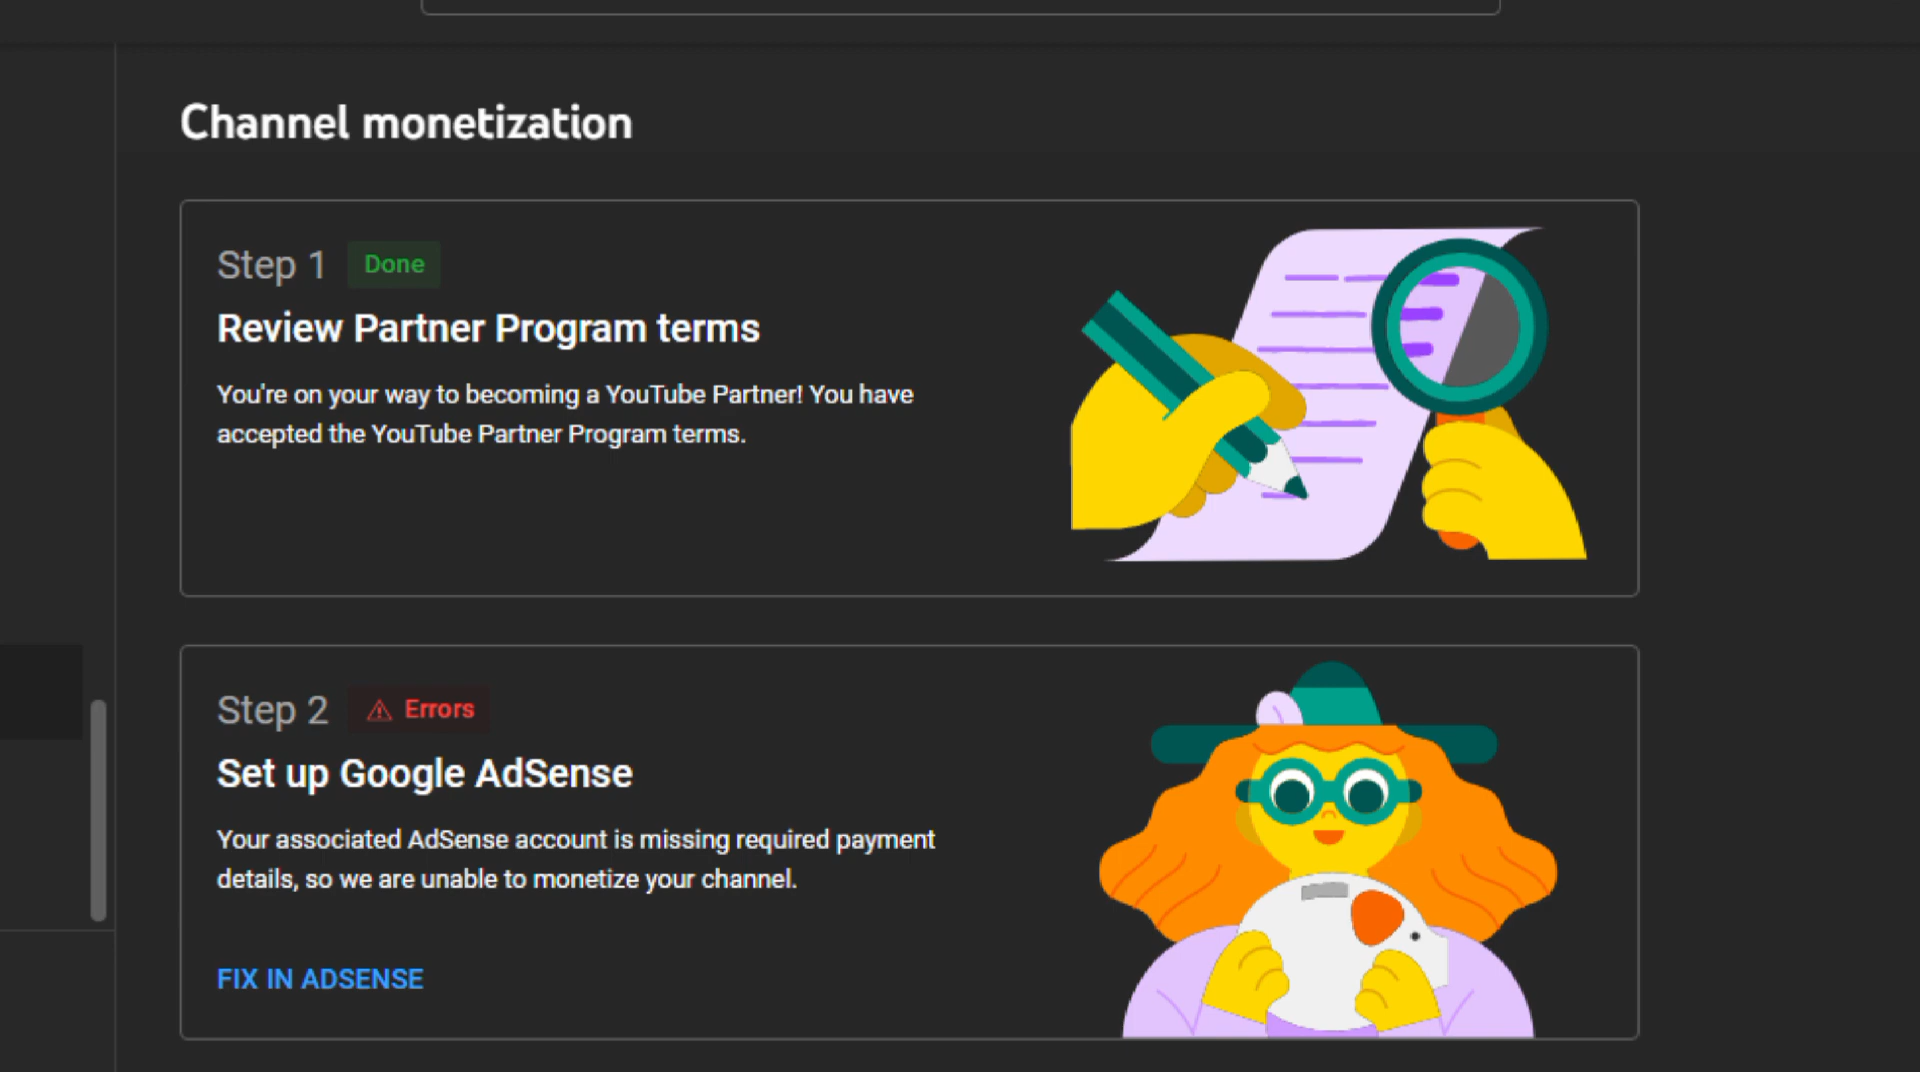 Channel monetization
Step 1 Done
Review Partner Program terms
You're on your way to becoming a YouTube Partner! You have
accepted the YouTube Partner Program terms.
Step 2 Errors
Set up Google AdSense
Your associated AdSense account is missing required payment
details, so we are unable to monetize your channel.
FIX IN ADSENSE